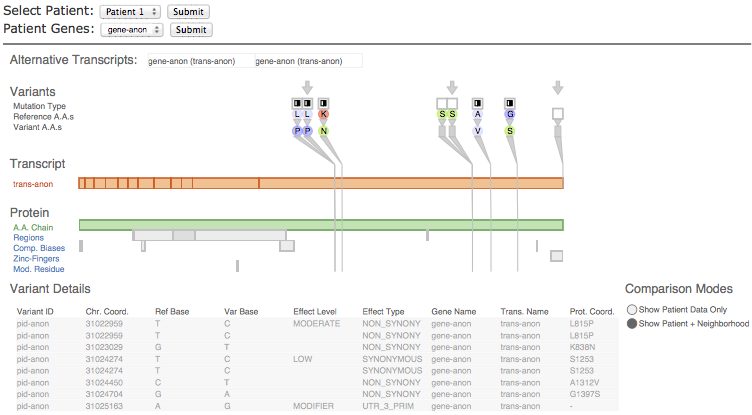 Select Patient: Patient 1 Submit
Patient Genes: gene-anon Submit
Alternative Transcripts: gene-anon (trans-anon) gene-anon (trans-anon)
Variants
Mutation Type
Reference A.A.s L L K S S A G
Variant A.A.s P P N V S
Transcript
trans-anon
Protein
A.A. Chain
Regions
Comp. Biases
Zinc-Fingers
Mod. Residue
Variant Details Comparison Modes
Variant ID Chr. Coord. Ref Base Var Base Effect Level Effect Type Gene Name Trans. Name Prot. Coord.
pid-anon 31022959 T C MODERATE NON_SYNONY gene-anon trans-anon L815P Show Patient Data Only
pid-anon 31022959 T C NON_SYNONY gene-anon trans-anon L815P Show Patient + Neighborhood
pid-anon 31023029 G T NON_SYNONY gene-anon trans-anon K838N
pid-anon 31024274 T C LOW SYNONYMOUS gene-anon trans-anon S1253
pid-anon 31024274 T C SYNONYMOUS gene-anon trans-anon S1253
pid-anon 31024450 C T NON_SYNONY gene-anon trans-anon A1312V
pid-anon 31024704 G A NON_SYNONY gene-anon trans-anon G1397S
pid-anon 31025163 A G MODIFIER UTR_3_PRIM gene-anon trans-anon -